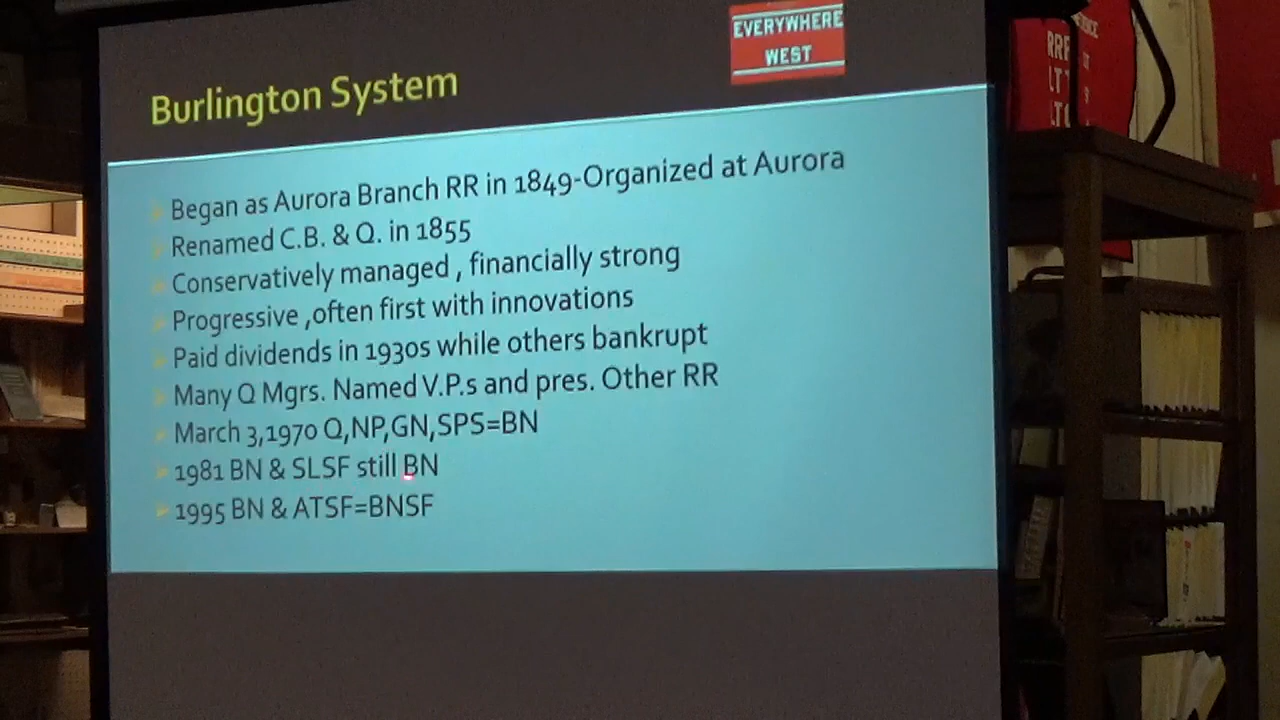 EVERYWHERE
WEST
Burlington System
Began as Aurora Branch RR in 1849-Organized at Aurora
Renamed C.B. & Q. in 1855
Conservatively managed , financially strong
Progressive ,often first with innovations
Paid dividends in 1930s while others bankrupt
Many Q Mgrs. Named V.P.s and pres. Other RR
March 3,1970 Q,NP,GN,SPS=BN
1981 BN & SLSF still BN
1995 BN & ATSF=BNSF